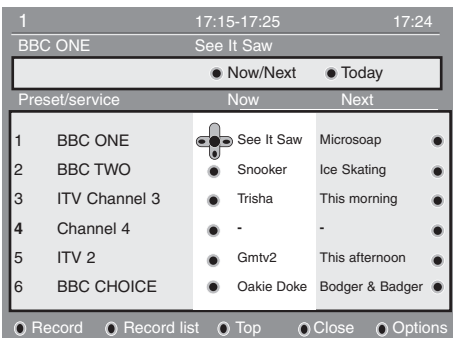 1 17:15-17:25 17:24
BBC ONE See It Saw
Now/Next Today
Preset/service Now Next
1 BBC ONE See It Saw Microsoap
2 BBC TWO Snooker Ice Skating
3 ITV Channel 3 Trisha This morning
4 Channel 4 - -
5 ITV 2 Gmtv2 This afternoon
6 BBC CHOICE Oakie Doke Bodger & Badger
Record Record list Top Close Options